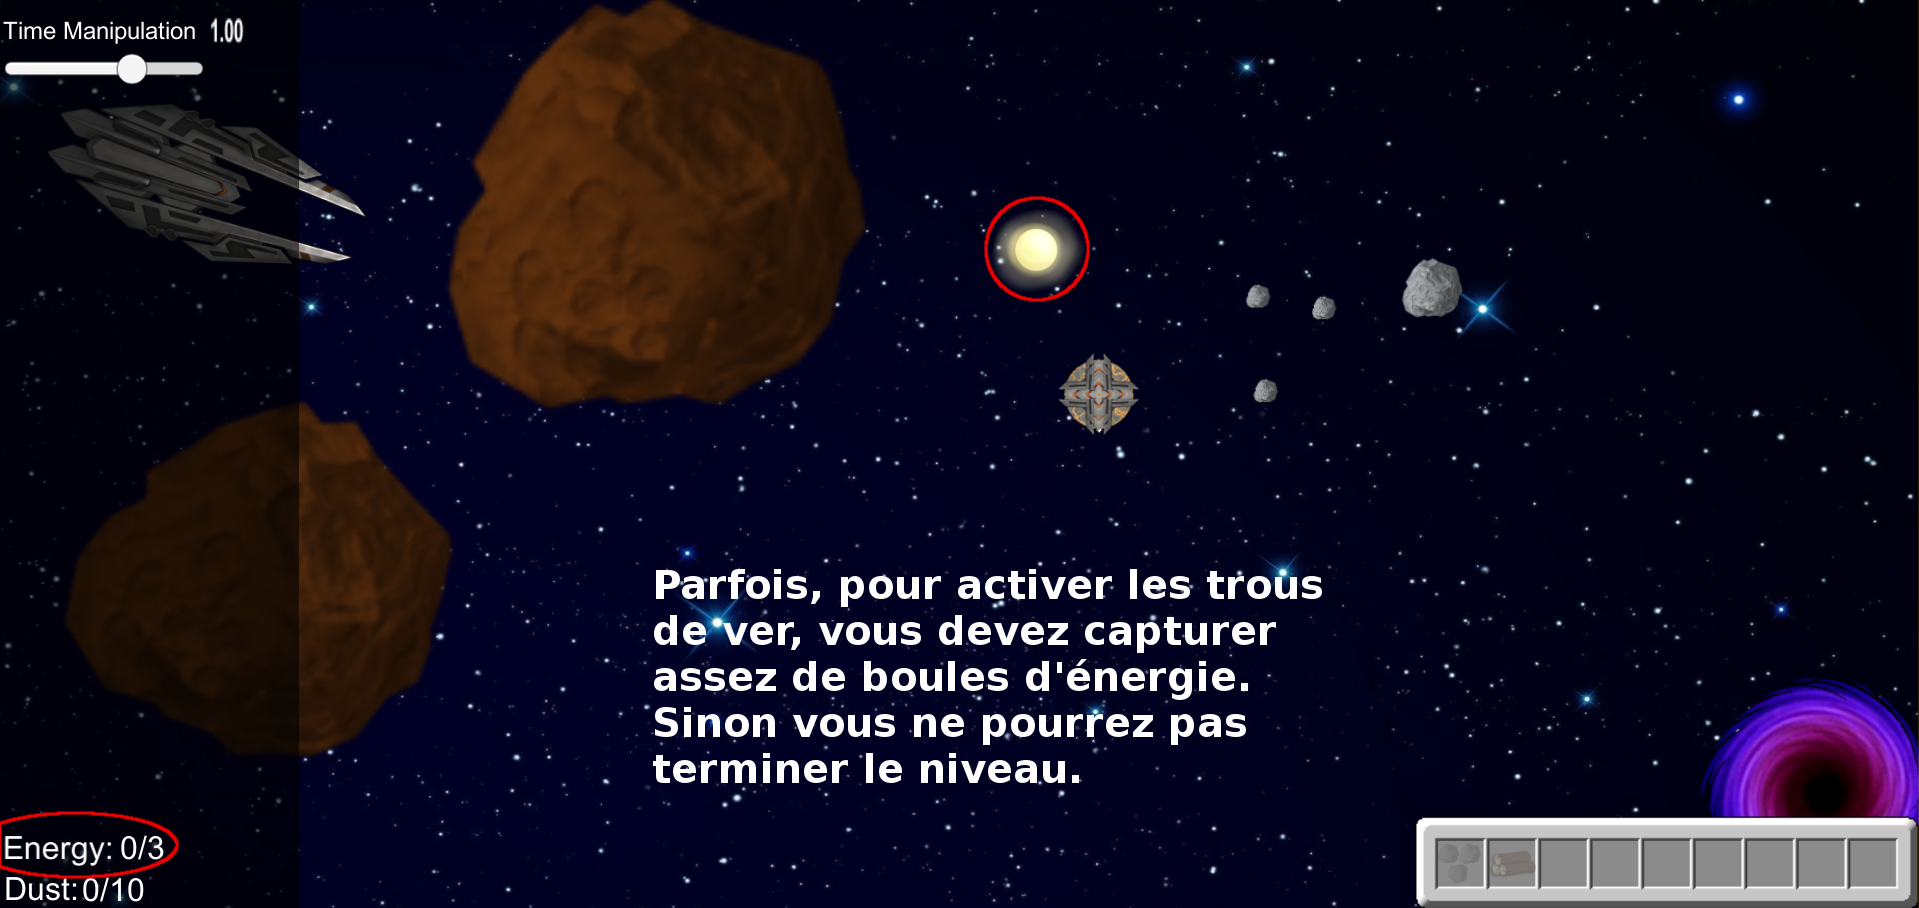 Time Manipulation 1.00
Parfois, pour activer les trous
de ver, vous devez capturer
assez de boules d'énergie.
Sinon vous ne pourrez pas
terminer le niveau.
Energy: 0/3
Dust: 0/10